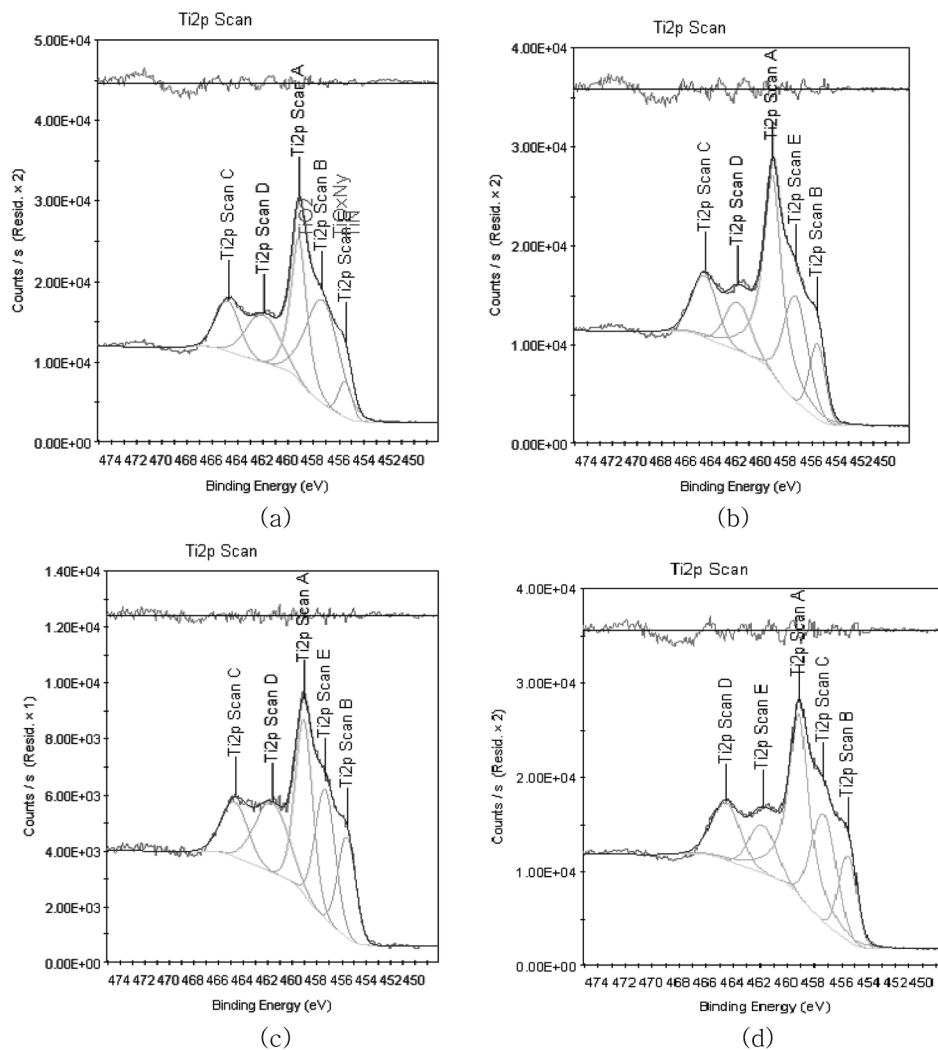 (a)
Ti2p Scan
5.00E+04
4.00E+04
3.00E+04
2.00E+04
1.00E+04
0.00E+00
Counts / s (Resid. × 2)
Ti2p Scan C
Ti2p Scan D
Ti2p Scan A
TiO2
Ti2p Scan B
TiOxNy
Ti2p Scan E
TiN
474 472 470 468 466 464 462 460 458 456 454 452 450
Binding Energy (eV)
(a)
(b)
Ti2p Scan
4.00E+04
3.00E+04
2.00E+04
1.00E+04
0.00E+00
Counts / s (Resid. × 2)
Ti2p Scan C
Ti2p Scan D
Ti2p Scan A
Ti2p Scan E
Ti2p Scan B
474 472 470 468 466 464 462 460 458 456 454 452 450
Binding Energy (eV)
(b)
(c)
Ti2p Scan
1.40E+04
1.20E+04
1.00E+04
8.00E+03
6.00E+03
4.00E+03
2.00E+03
0.00E+00
Counts / s (Resid. × 1)
Ti2p Scan C
Ti2p Scan D
Ti2p Scan A
Ti2p Scan E
Ti2p Scan B
474 472 470 468 466 464 462 460 458 456 454 452 450
Binding Energy (eV)
(c)
(d)
Ti2p Scan
4.00E+04
3.00E+04
2.00E+04
1.00E+04
0.00E+00
Counts / s (Resid. × 2)
Ti2p Scan D
Ti2p Scan E
Ti2p Scan A
Ti2p Scan C
Ti2p Scan B
474 472 470 468 466 464 462 460 458 456 454 452 450
Binding Energy (eV)
(d)